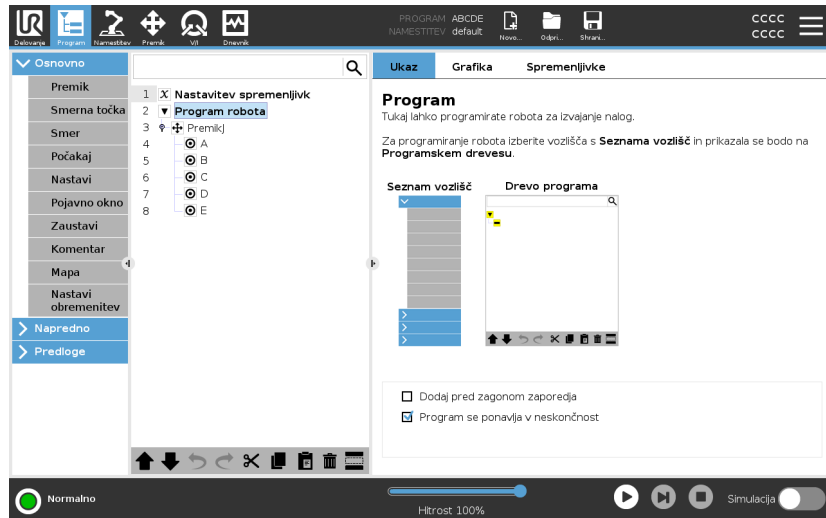 UR
PROGRAM ABCDE
NAMESTITEV default
CCCC
CCCC
Delovanje Program Namestitev Premik V/I Dnevnik Novo... Odpri... Shrani...
Osnovno
Premik
Smerna točka
Smer
Počakaj
Nastavi
Pojavno okno
Zaustavi
Komentar
Mapa
Nastavi
obremenitev
Napredno
Predloge
1 X Nastavitev spremenljivk
2 Program robota
3 PremikJ
4 A
5 B
6 C
7 D
8 E
Ukaz Grafika Spremenljivke
Program
Tukaj lahko programirate robota za izvajanje nalog.
Za programiranje robota izberite vozlišča s Seznama vozlišč in prikazala se bodo na
Programskem drevesu.
Seznam vozlišč Drevo programa
Dodaj pred zagonom zaporedja
Program se ponavlja v neskončnost
Normalno
Hitrost 100%
Simulacija